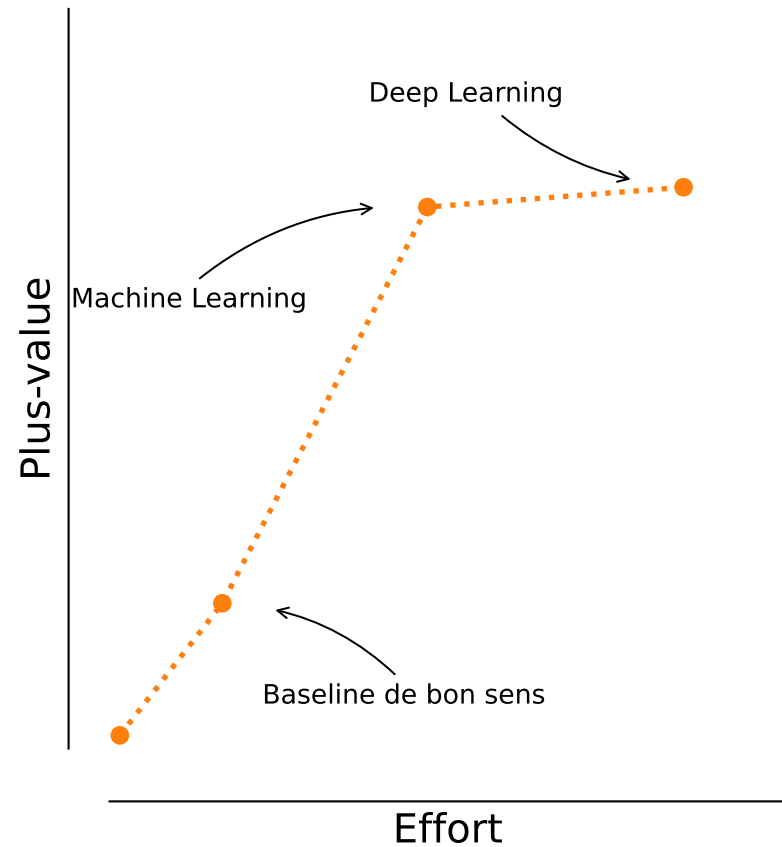 Deep Learning
Machine Learning
Plus-value
Baseline de bon sens
Effort